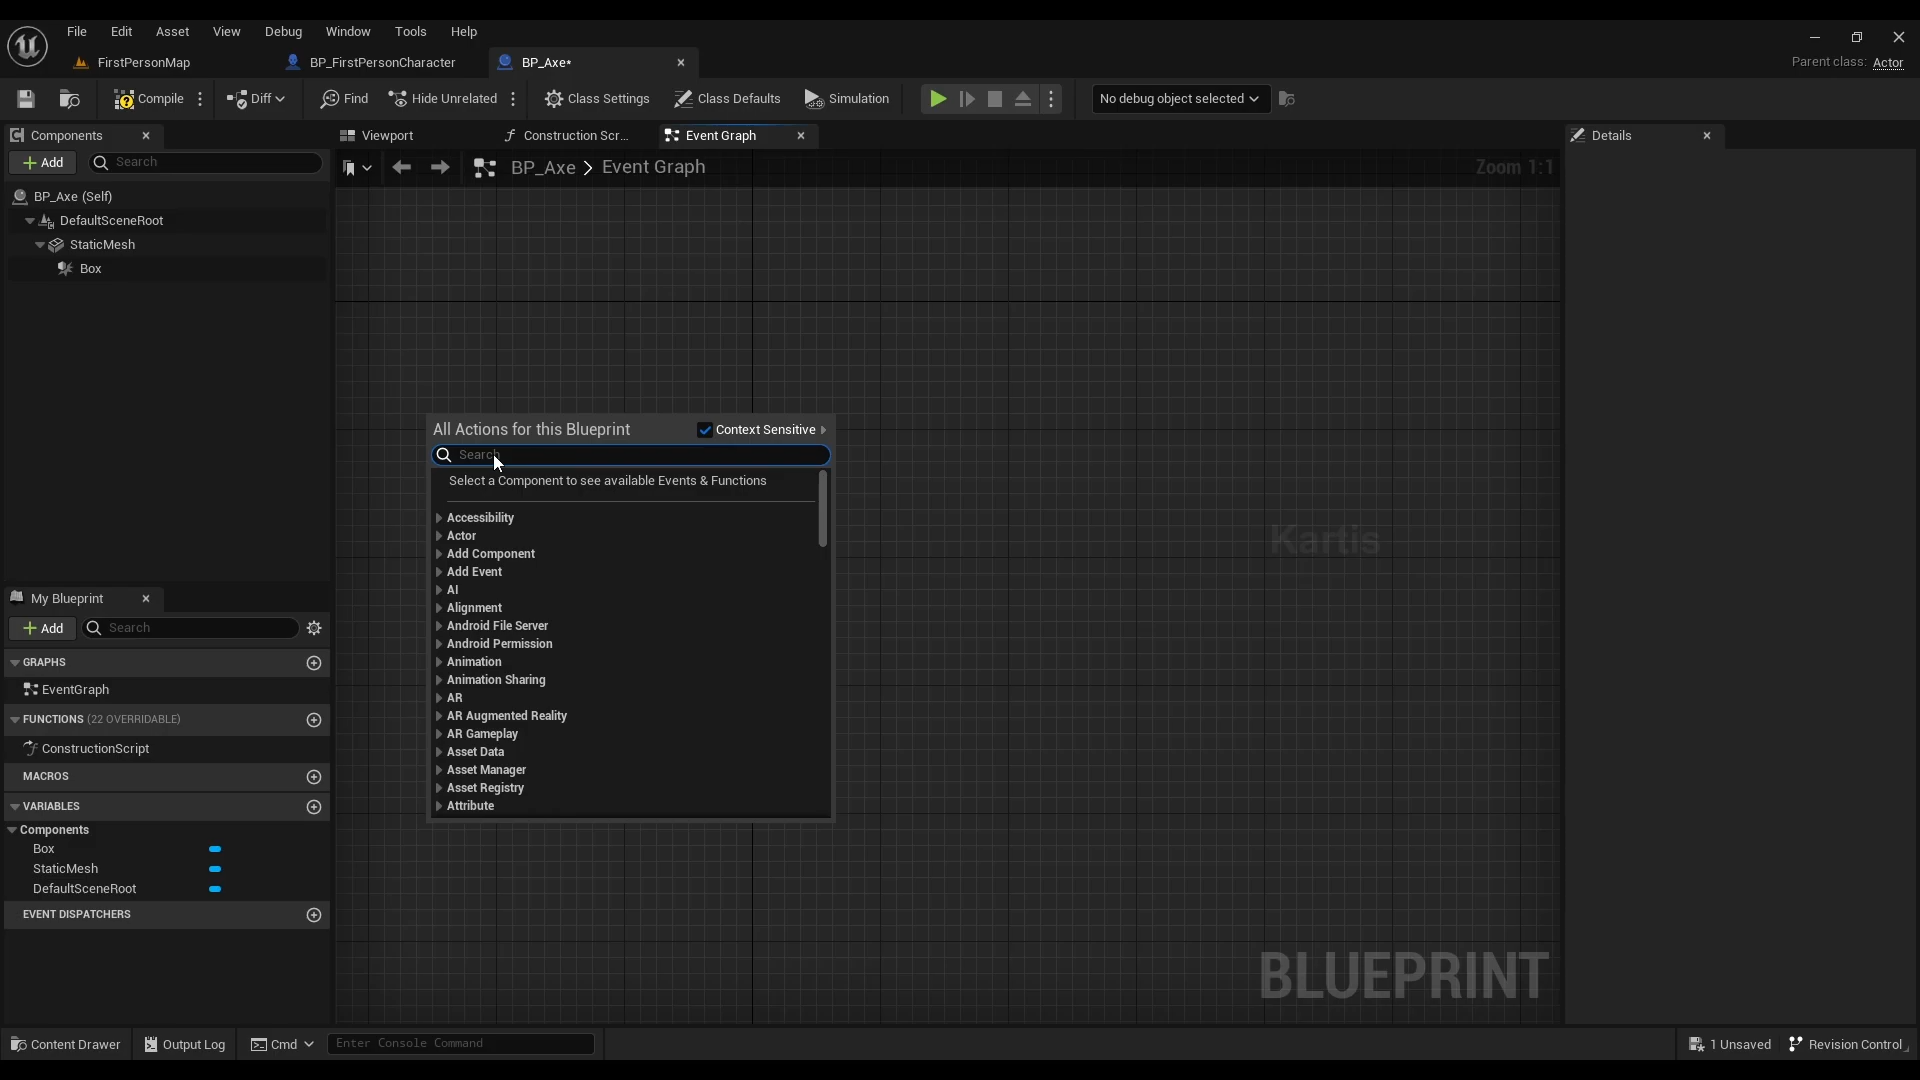 File Edit Asset View Debug Window Tools Help
FirstPersonMap BP_FirstPersonCharacter BP_Axe* Parent class: Actor
Compile Diff Find Hide Unrelated Class Settings Class Defaults Simulation No debug object selected
Components Viewport Construction Scr... Event Graph Details
Add Search BP_Axe Event Graph Zoom 1:1
BP_Axe (Self)
DefaultSceneRoot
StaticMesh
Box
All Actions for this Blueprint Context Sensitive
Search
Select a Component to see available Events & Functions
Accessibility
Actor
Add Component
Add Event
AI
Alignment
Android File Server
Android Permission
Animation
Animation Sharing
AR
AR Augmented Reality
AR Gameplay
Asset Data
Asset Manager
Asset Registry
Attribute
Kartis
My Blueprint
Add Search
GRAPHS
EventGraph
FUNCTIONS (22 OVERRIDABLE)
ConstructionScript
MACROS
VARIABLES
Components
Box
StaticMesh
DefaultSceneRoot
EVENT DISPATCHERS
BLUEPRINT
Content Drawer Output Log Cmd Enter Console Command 1 Unsaved Revision Control